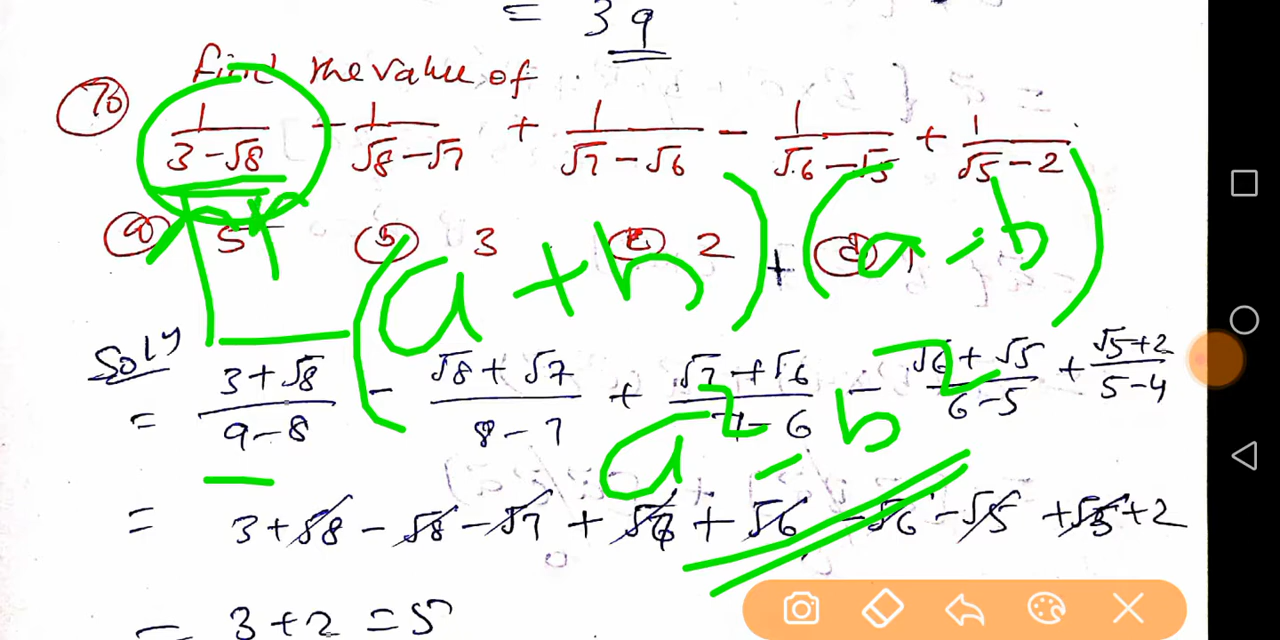 = 39
find the value of
76 1/(3-√8) - 1/(√8-√7) + 1/(√7-√6) - 1/(√6-√5) + 1/(√5-2)
a 5 b 3 c 2 d 1
(a+b) + (a-b)
Soly
= (3+√8)/(9-8) - (√8+√7)/(8-7) + (√7+√6)/(7-6) - (√6+√5)/(6-5) + (√5+2)/(5-4)
a² - b²
= 3+√8 - √8 - √7 + √7 + √6 - √6 - √5 + √5 + 2
= 3+2 = 5